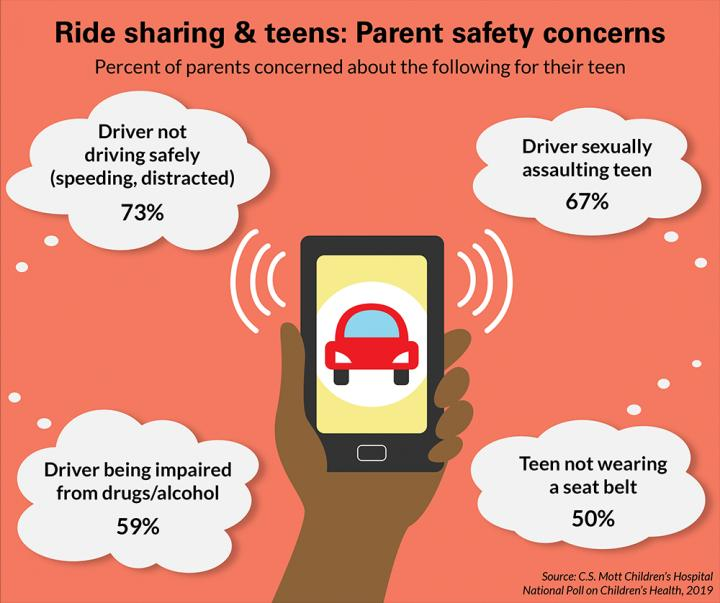 Ride sharing & teens: Parent safety concerns
Percent of parents concerned about the following for their teen
Driver not
driving safely
(speeding, distracted)
73%
Driver sexually
assaulting teen
67%
Driver being impaired
from drugs/alcohol
59%
Teen not wearing
a seat belt
50%
Source: C.S. Mott Children's Hospital
National Poll on Children's Health, 2019